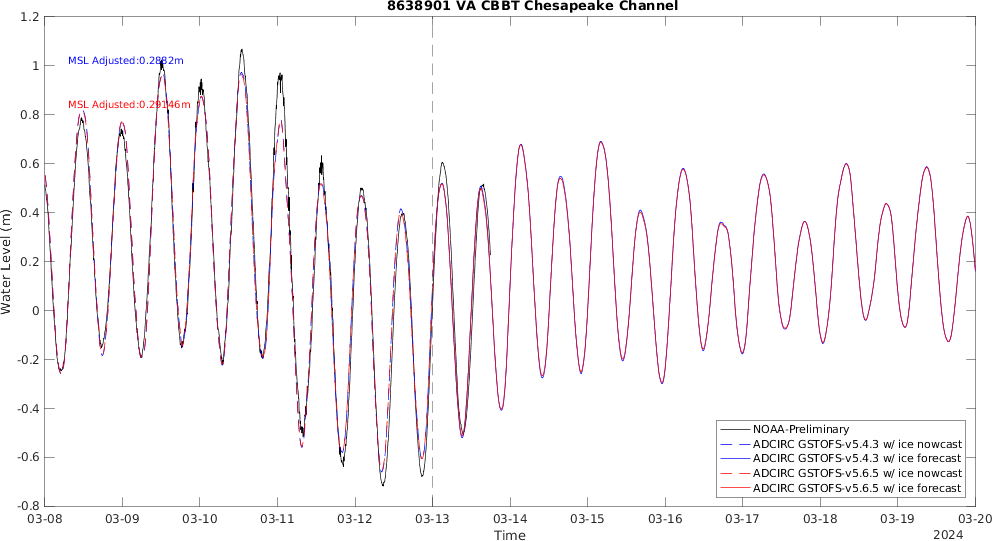 8638901 VA CBBT Chesapeake Channel
1.2
1
0.8
0.6
0.4
0.2
0
-0.2
-0.4
-0.6
-0.8
Water Level (m)
MSL Adjusted:0.2882m
MSL Adjusted:0.29146m
NOAA-Preliminary
ADCIRC GSTOFS-v5.4.3 w/ ice nowcast
ADCIRC GSTOFS-v5.4.3 w/ ice forecast
ADCIRC GSTOFS-v5.6.5 w/ ice nowcast
ADCIRC GSTOFS-v5.6.5 w/ ice forecast
03-08 03-09 03-10 03-11 03-12 03-13 03-14 03-15 03-16 03-17 03-18 03-19 03-20
Time
2024